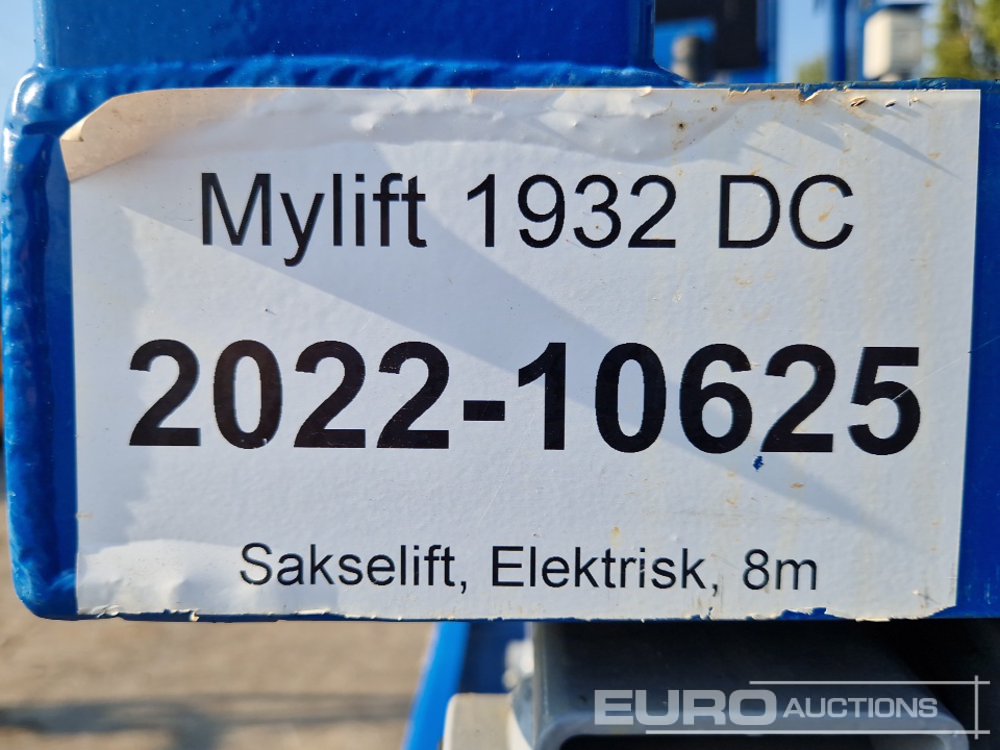 Mylift 1932 DC
2022-10625
Sakselift, Elektrisk, 8m
EURO AUCTIONS